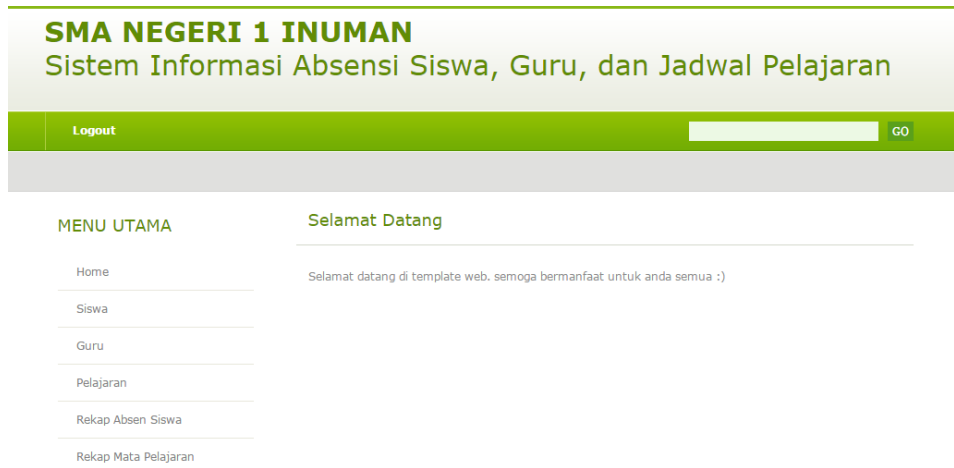 SMA NEGERI 1 INUMAN
Sistem Informasi Absensi Siswa, Guru, dan Jadwal Pelajaran
Logout
GO
MENU UTAMA
Home
Siswa
Guru
Pelajaran
Rekap Absen Siswa
Rekap Mata Pelajaran
Selamat Datang
Selamat datang di template web. semoga bermanfaat untuk anda semua :)